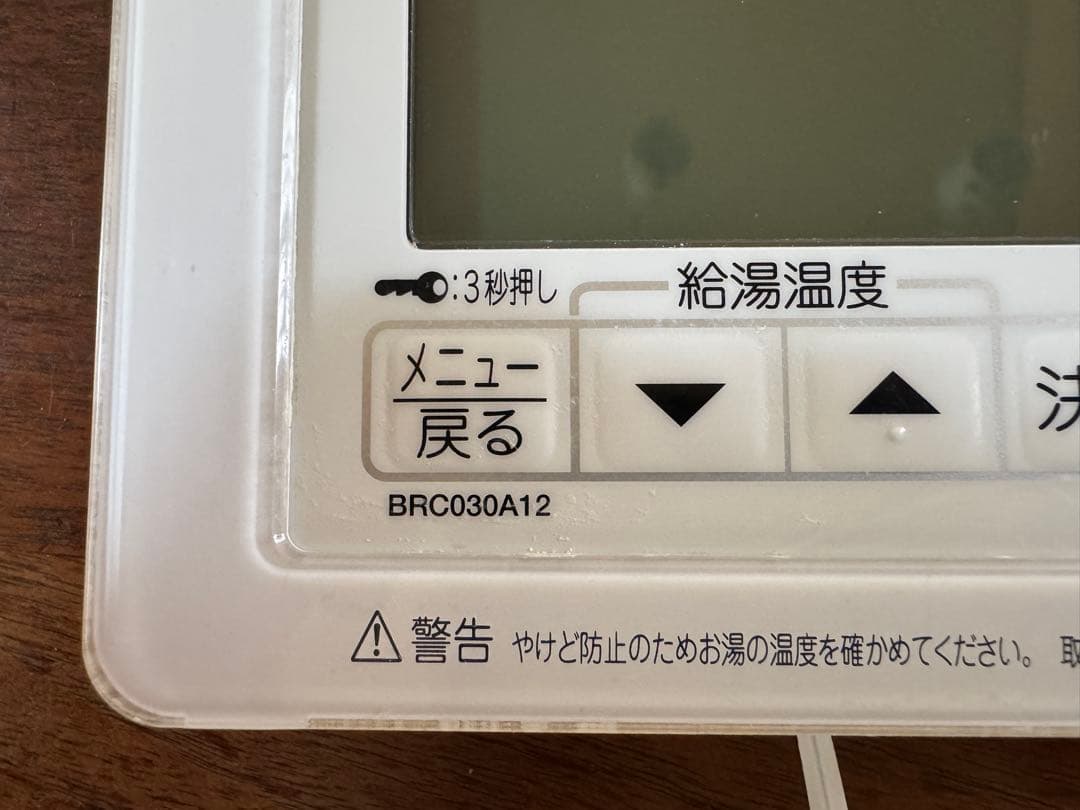 :3秒押し
給湯温度
メニュー
戻る
▼
▲
決
BRC030A12
⚠警告 やけど防止のためお湯の温度を確かめてください。 取